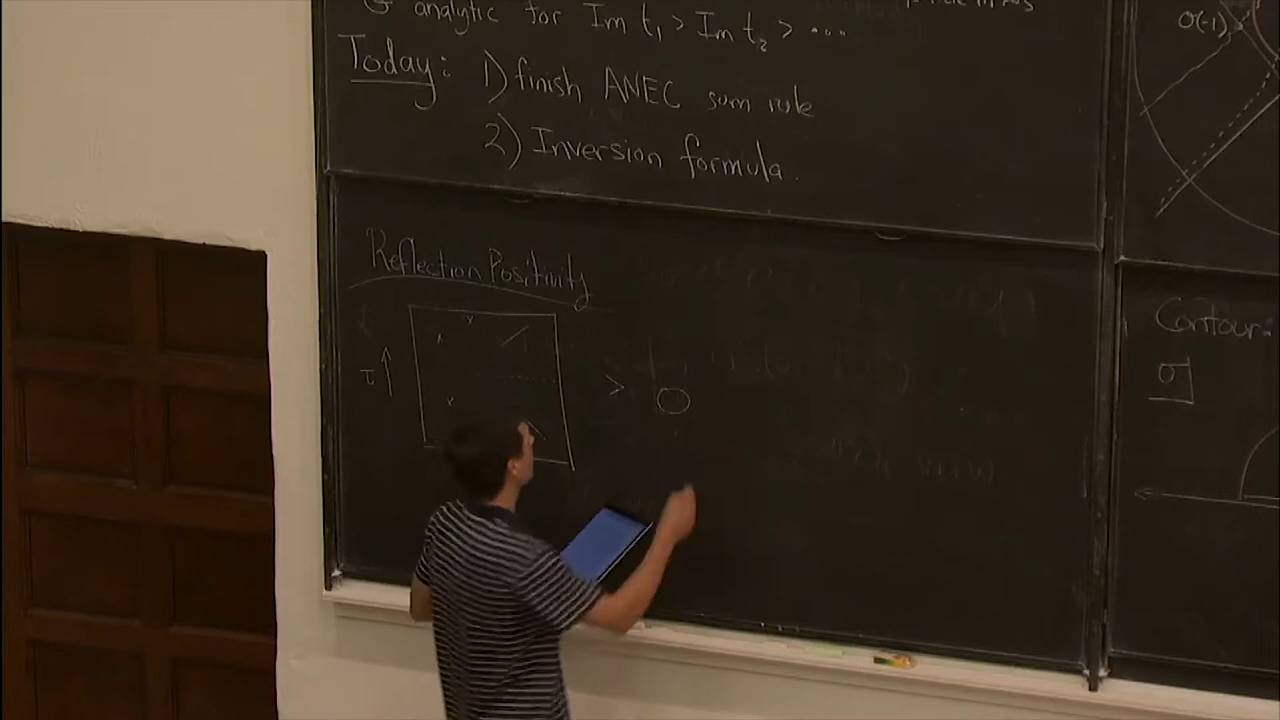 G analytic for Im t₁ > Im t₂ > ...
Today: 1) finish ANEC sum rule
2) Inversion formula.
Reflection Positivity
τ ↑
> 0
O(-1)
Contour:
σ